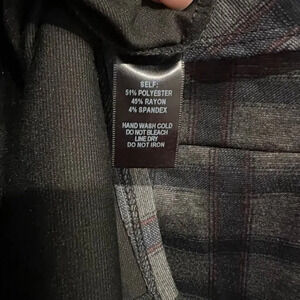 SELF:
51% POLYESTER
45% RAYON
4% SPANDEX
HAND WASH COLD
DO NOT BLEACH
LINE DRY
DO NOT IRON